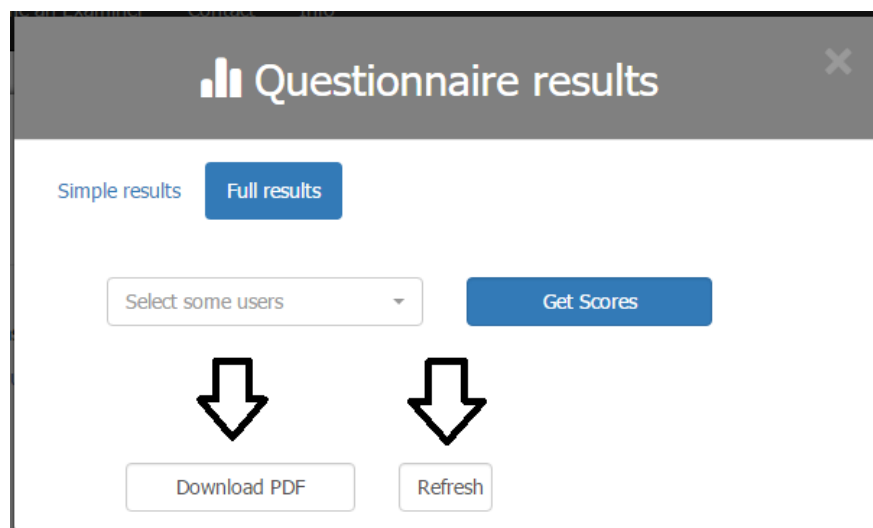 Contact Info
Questionnaire results
Simple results Full results
Select some users Get Scores
Download PDF Refresh